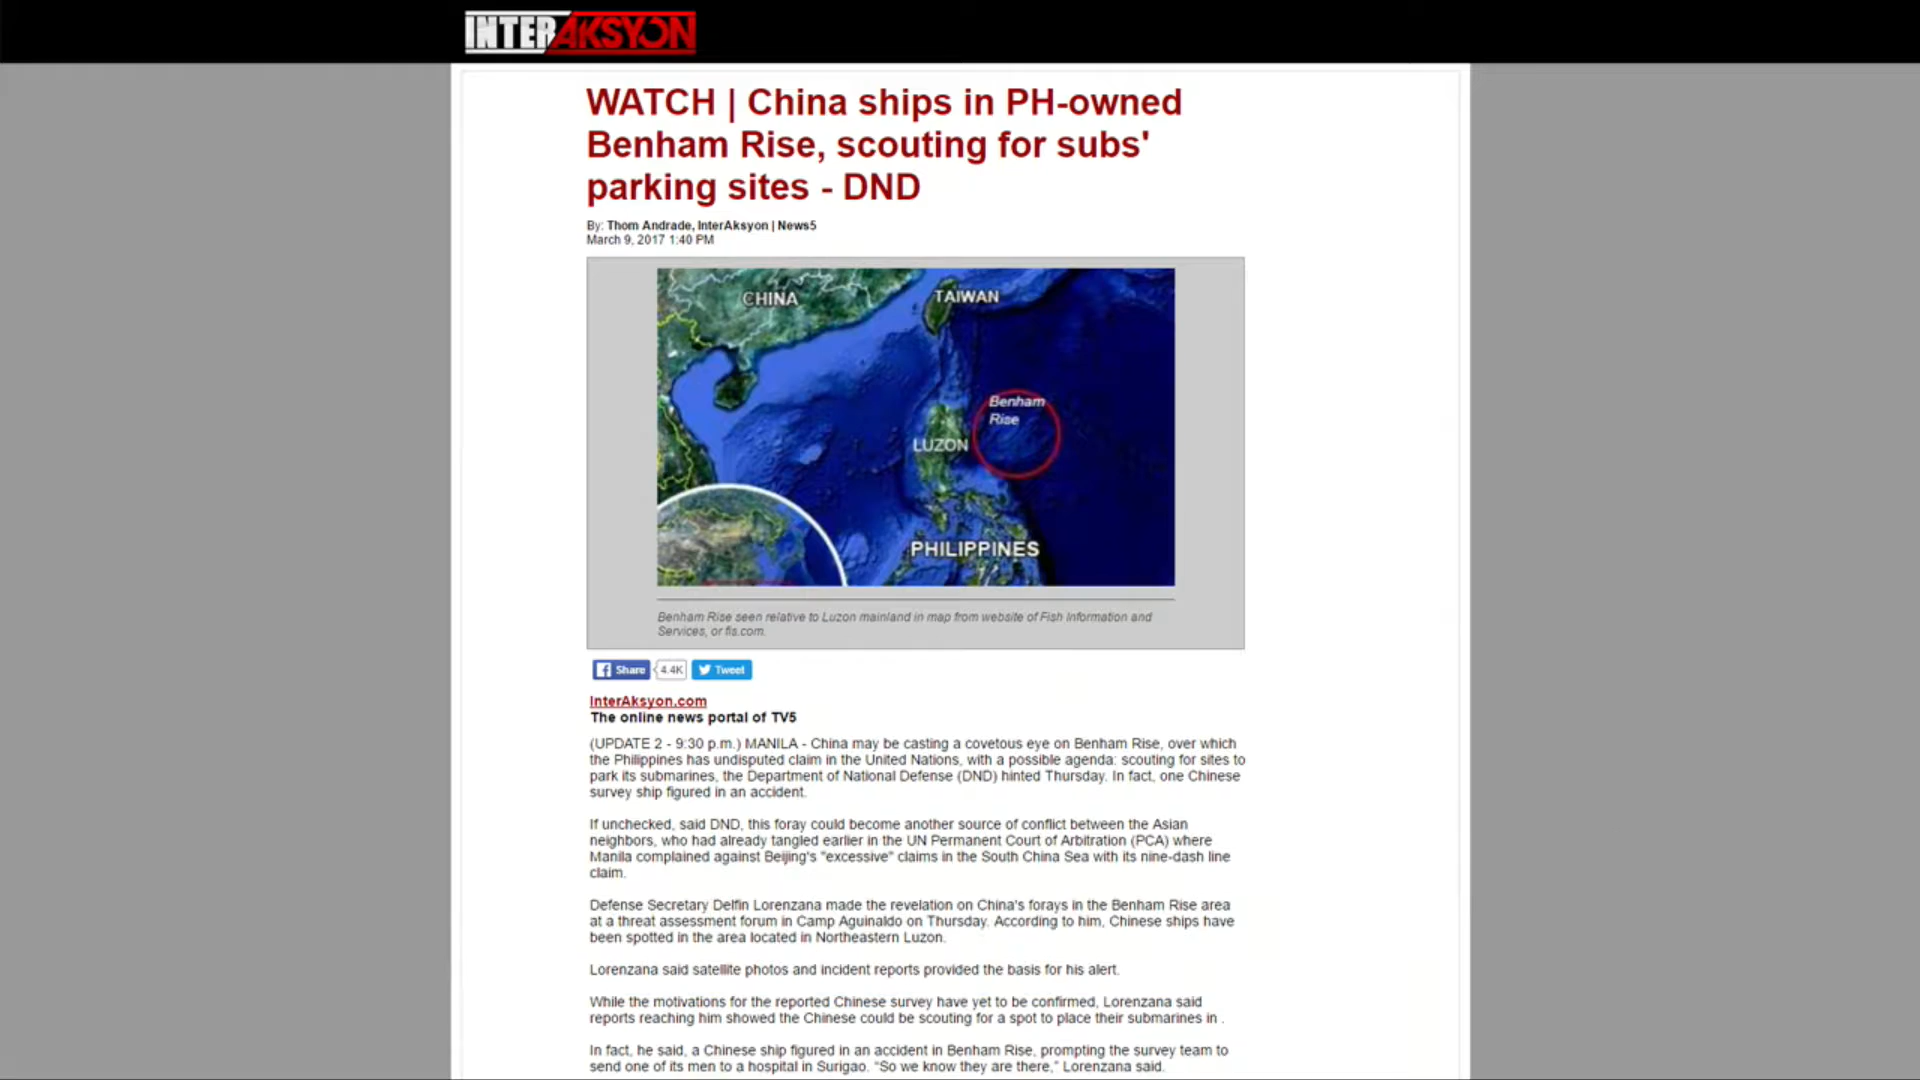 INTERAKSYON
WATCH | China ships in PH-owned
Benham Rise, scouting for subs'
parking sites - DND
By: Thom Andrade, InterAksyon | News5
March 9, 2017 1:40 PM
CHINA
TAIWAN
Benham
Rise
LUZON
PHILIPPINES
Benham Rise seen relative to Luzon mainland in map from website of Fish Information and
Services, or fis.com.
Share 4.4K Tweet
InterAksyon.com
The online news portal of TV5
(UPDATE 2 - 9:30 p.m.) MANILA - China may be casting a covetous eye on Benham Rise, over which
the Philippines has undisputed claim in the United Nations, with a possible agenda: scouting for sites to
park its submarines, the Department of National Defense (DND) hinted Thursday. In fact, one Chinese
survey ship figured in an accident.
If unchecked, said DND, this foray could become another source of conflict between the Asian
neighbors, who had already tangled earlier in the UN Permanent Court of Arbitration (PCA) where
Manila complained against Beijing's "excessive" claims in the South China Sea with its nine-dash line
claim.
Defense Secretary Delfin Lorenzana made the revelation on China's forays in the Benham Rise area
at a threat assessment forum in Camp Aguinaldo on Thursday. According to him, Chinese ships have
been spotted in the area located in Northeastern Luzon.
Lorenzana said satellite photos and incident reports provided the basis for his alert.
While the motivations for the reported Chinese survey have yet to be confirmed, Lorenzana said
reports reaching him showed the Chinese could be scouting for a spot to place their submarines in .
In fact, he said, a Chinese ship figured in an accident in Benham Rise, prompting the survey team to
send one of its men to a hospital in Surigao. "So we know they are there," Lorenzana said.